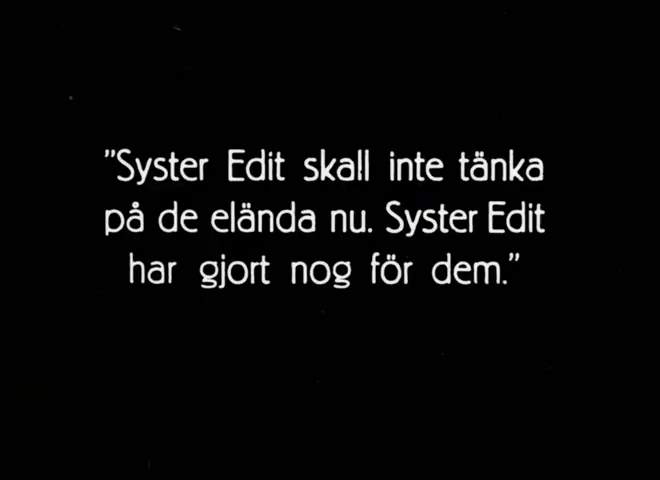 ”Syster Edit skall inte tänka
på de elända nu. Syster Edit
har gjort nog för dem.”